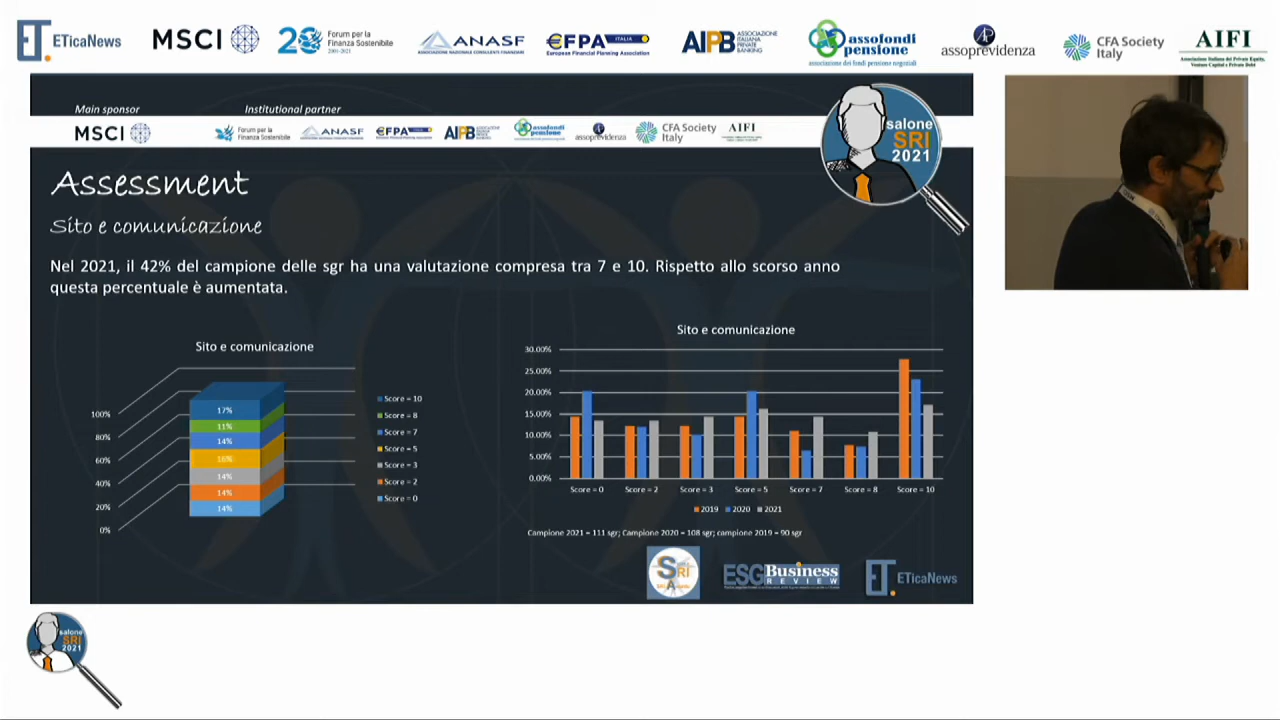 ETicaNews
MSCI
20 Forum per la
Finanza Sostenibile
2001-2021
ANASF
ASSOCIAZIONE NAZIONALE CONSULENTI FINANZIARI
€FPA ITALIA
European Financial Planning Association
AIPB ASSOCIAZIONE
ITALIANA
PRIVATE
BANKING
assofondi
pensione
associazione dei fondi pensione negoziali
AP
assoprevidenza
CFA Society
Italy
AIFI
Associazione Italiana del Private Equity,
Venture Capital e Private Debt
Main sponsor
Institutional partner
MSCI
Forum per la
Finanza Sostenibile
ANASF
€FPA
AIPB
assofondi
pensione
assoprevidenza
CFA Society
Italy
AIFI
salone
SRI
2021
Assessment
Sito e comunicazione
Nel 2021, il 42% del campione delle sgr ha una valutazione compresa tra 7 e 10. Rispetto allo scorso anno
questa percentuale è aumentata.
Sito e comunicazione
100%
80%
60%
40%
20%
0%
17%
11%
14%
16%
14%
14%
14%
Score = 10
Score = 8
Score = 7
Score = 5
Score = 3
Score = 2
Score = 0
Sito e comunicazione
30.00%
25.00%
20.00%
15.00%
10.00%
5.00%
0.00%
Score = 0 Score = 2 Score = 3 Score = 5 Score = 7 Score = 8 Score = 10
2019 2020 2021
Campione 2021 = 111 sgr; Campione 2020 = 108 sgr; campione 2019 = 90 sgr
SRI
ESG Business
REVIEW
ETicaNews
salone
SRI
2021